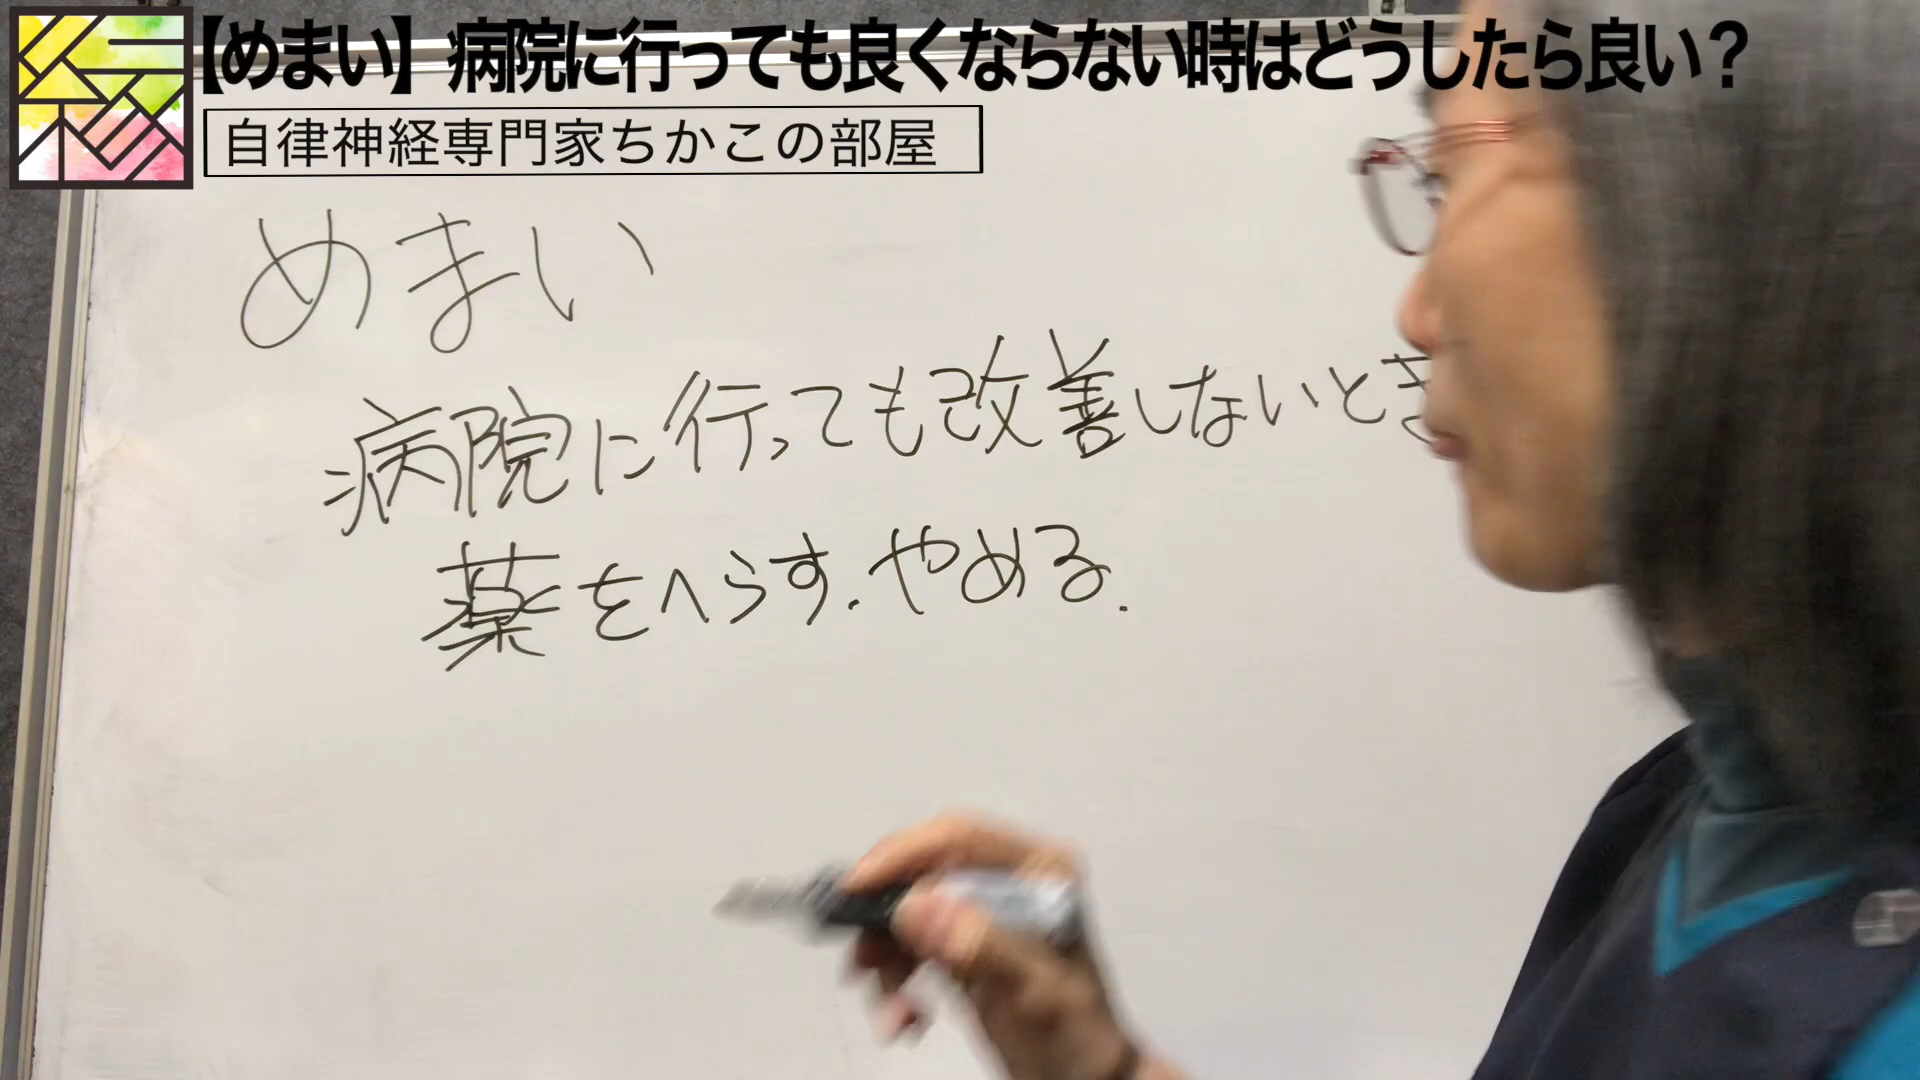 【めまい】病院に行っても良くならない時はどうしたら良い？
自律神経専門家ちかこの部屋
めまい
病院に行っても改善しないとき
薬をへらす.やめる.